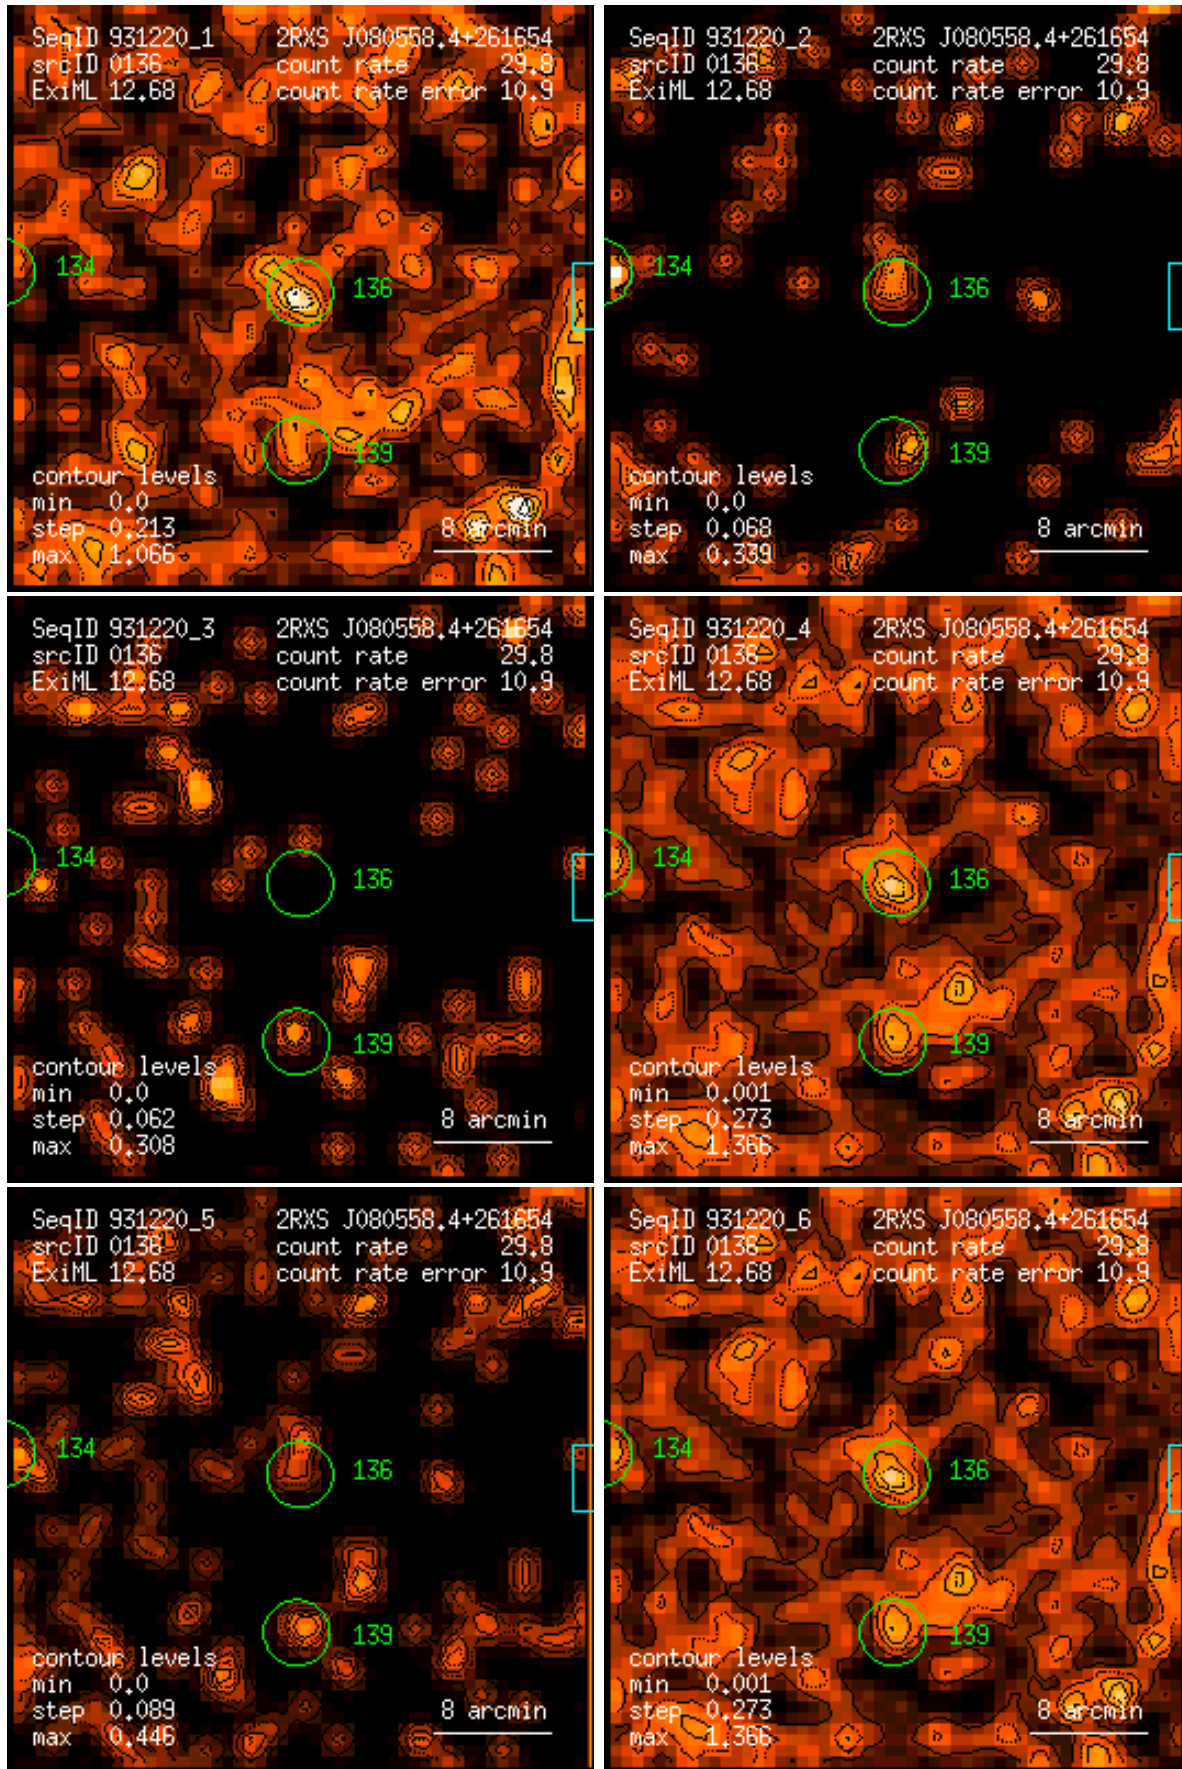 SeqID 931220_1 2RXS J080558.4+261654
srcID 0136 count rate 29.8
ExiML 12.68 count rate error 10.9
134
136
139
contour levels
min 0.0
step 0.213
max 1.066
8 arcmin
SeqID 931220_2 2RXS J080558.4+261654
srcID 0136 count rate 29.8
ExiML 12.68 count rate error 10.9
134
136
139
contour levels
min 0.0
step 0.068
max 0.339
8 arcmin
SeqID 931220_3 2RXS J080558.4+261654
srcID 0136 count rate 29.8
ExiML 12.68 count rate error 10.9
134
136
139
contour levels
min 0.0
step 0.062
max 0.308
8 arcmin
SeqID 931220_4 2RXS J080558.4+261654
srcID 0136 count rate 29.8
ExiML 12.68 count rate error 10.9
134
136
139
contour levels
min 0.001
step 0.273
max 1.366
8 arcmin
SeqID 931220_5 2RXS J080558.4+261654
srcID 0136 count rate 29.8
ExiML 12.68 count rate error 10.9
134
136
139
contour levels
min 0.0
step 0.089
max 0.446
8 arcmin
SeqID 931220_6 2RXS J080558.4+261654
srcID 0136 count rate 29.8
ExiML 12.68 count rate error 10.9
134
136
139
contour levels
min 0.001
step 0.273
max 1.366
8 arcmin